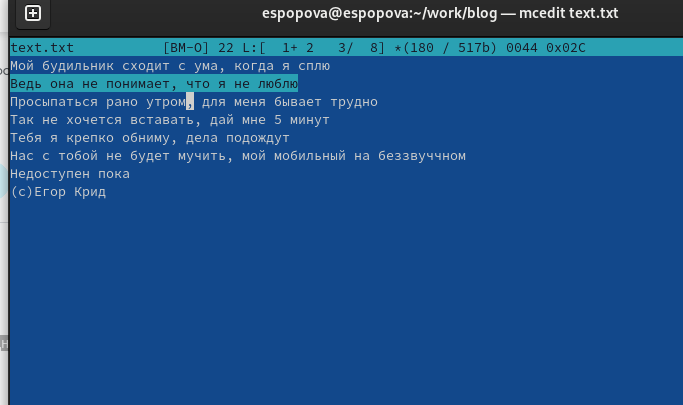 espopova@espopova:~/work/blog — mcedit text.txt
text.txt [BM-O] 22 L:[ 1+ 2 3/ 8] *(180 / 517b) 0044 0x02C
Мой будильник сходит с ума, когда я сплю
Ведь она не понимает, что я не люблю
Просыпаться рано утром, для меня бывает трудно
Так не хочется вставать, дай мне 5 минут
Тебя я крепко обниму, дела подождут
Нас с тобой не будет мучить, мой мобильный на беззвуччном
Недоступен пока
(с)Егор Крид